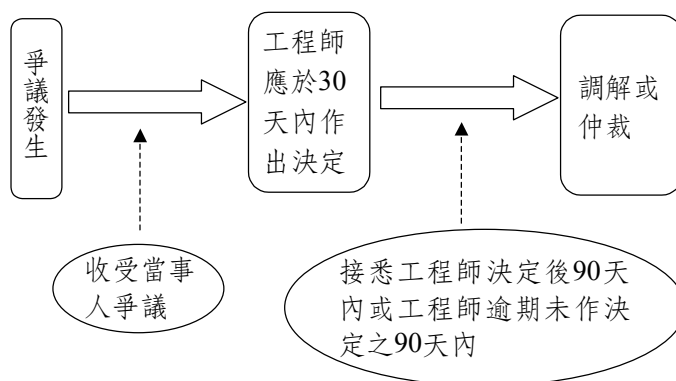 爭議發生
工程師
應於30
天內作
出決定
調解或
仲裁
收受當事
人爭議
接悉工程師決定後90天
內或工程師逾期未作決
定之90天內